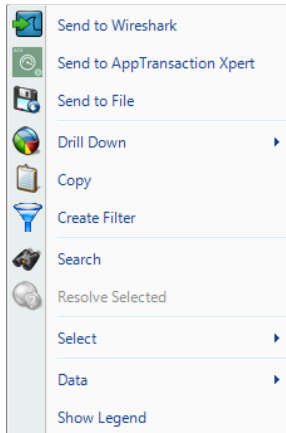 Send to Wireshark
Send to AppTransaction Xpert
Send to File
Drill Down
Copy
Create Filter
Search
Resolve Selected
Select
Data
Show Legend